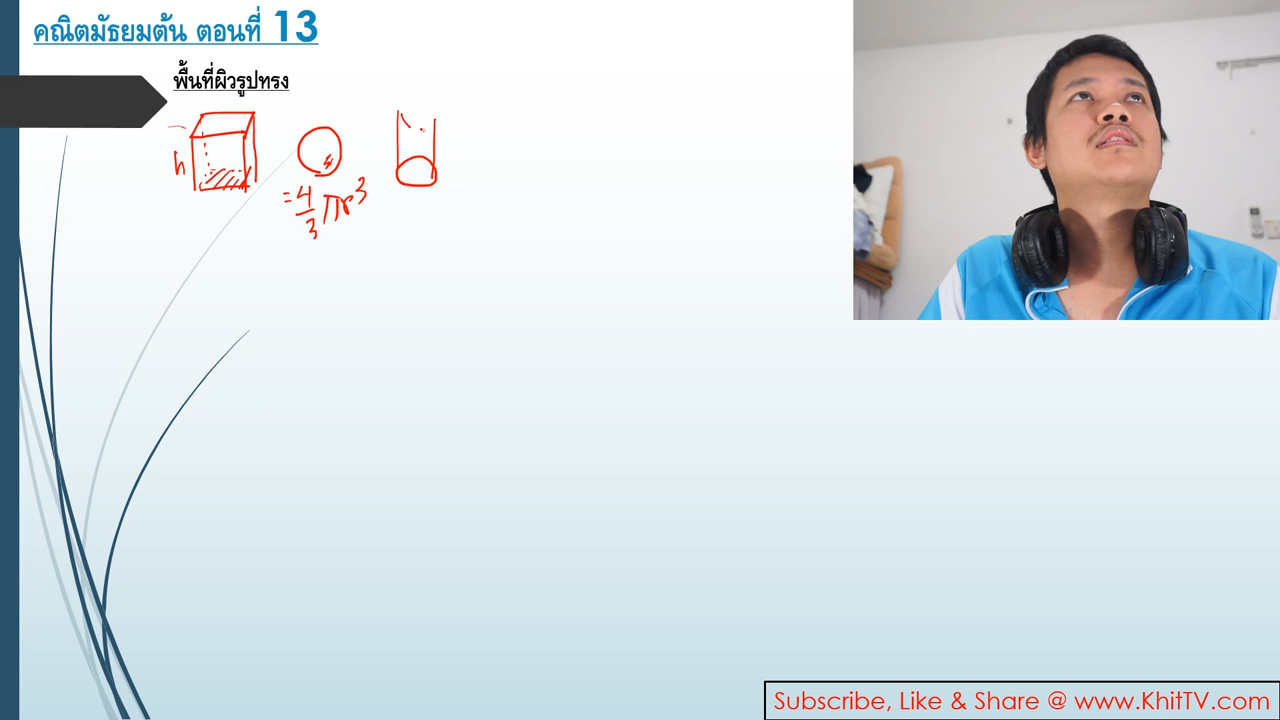 คณิตมัธยมต้น ตอนที่ 13
พื้นที่ผิวรูปทรง
h
= 4/3 πr³
Subscribe, Like & Share @ www.KhitTV.com